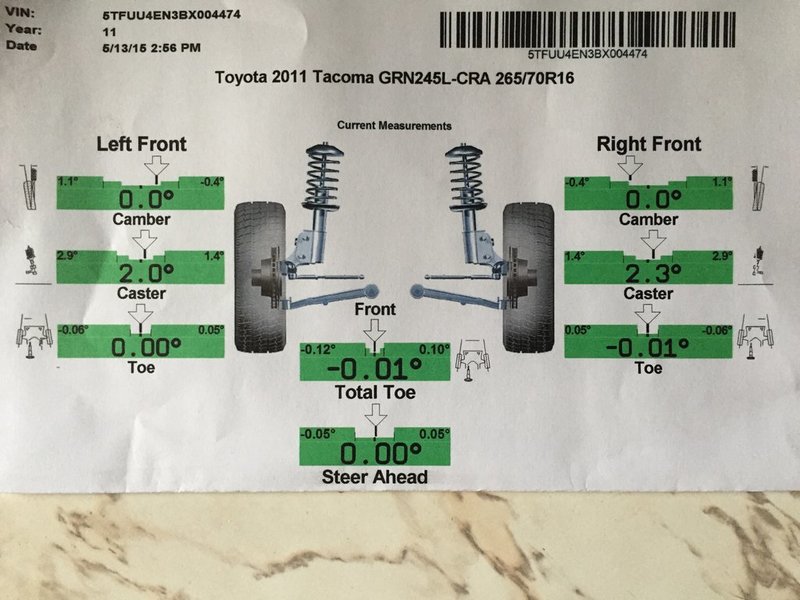 VIN: 5TFUU4EN3BX004474
Year: 11
Date 5/13/15 2:56 PM
5TFUU4EN3BX004474
Toyota 2011 Tacoma GRN245L-CRA 265/70R16
Current Measurements
Left Front
Right Front
1.1° -0.4°
0.0°
Camber
-0.4° 1.1°
0.0°
Camber
2.9° 1.4°
2.0°
Caster
1.4° 2.9°
2.3°
Caster
-0.06° 0.05°
0.00°
Toe
0.05° -0.06°
-0.01°
Toe
Front
-0.12° 0.10°
-0.01°
Total Toe
-0.05° 0.05°
0.00°
Steer Ahead